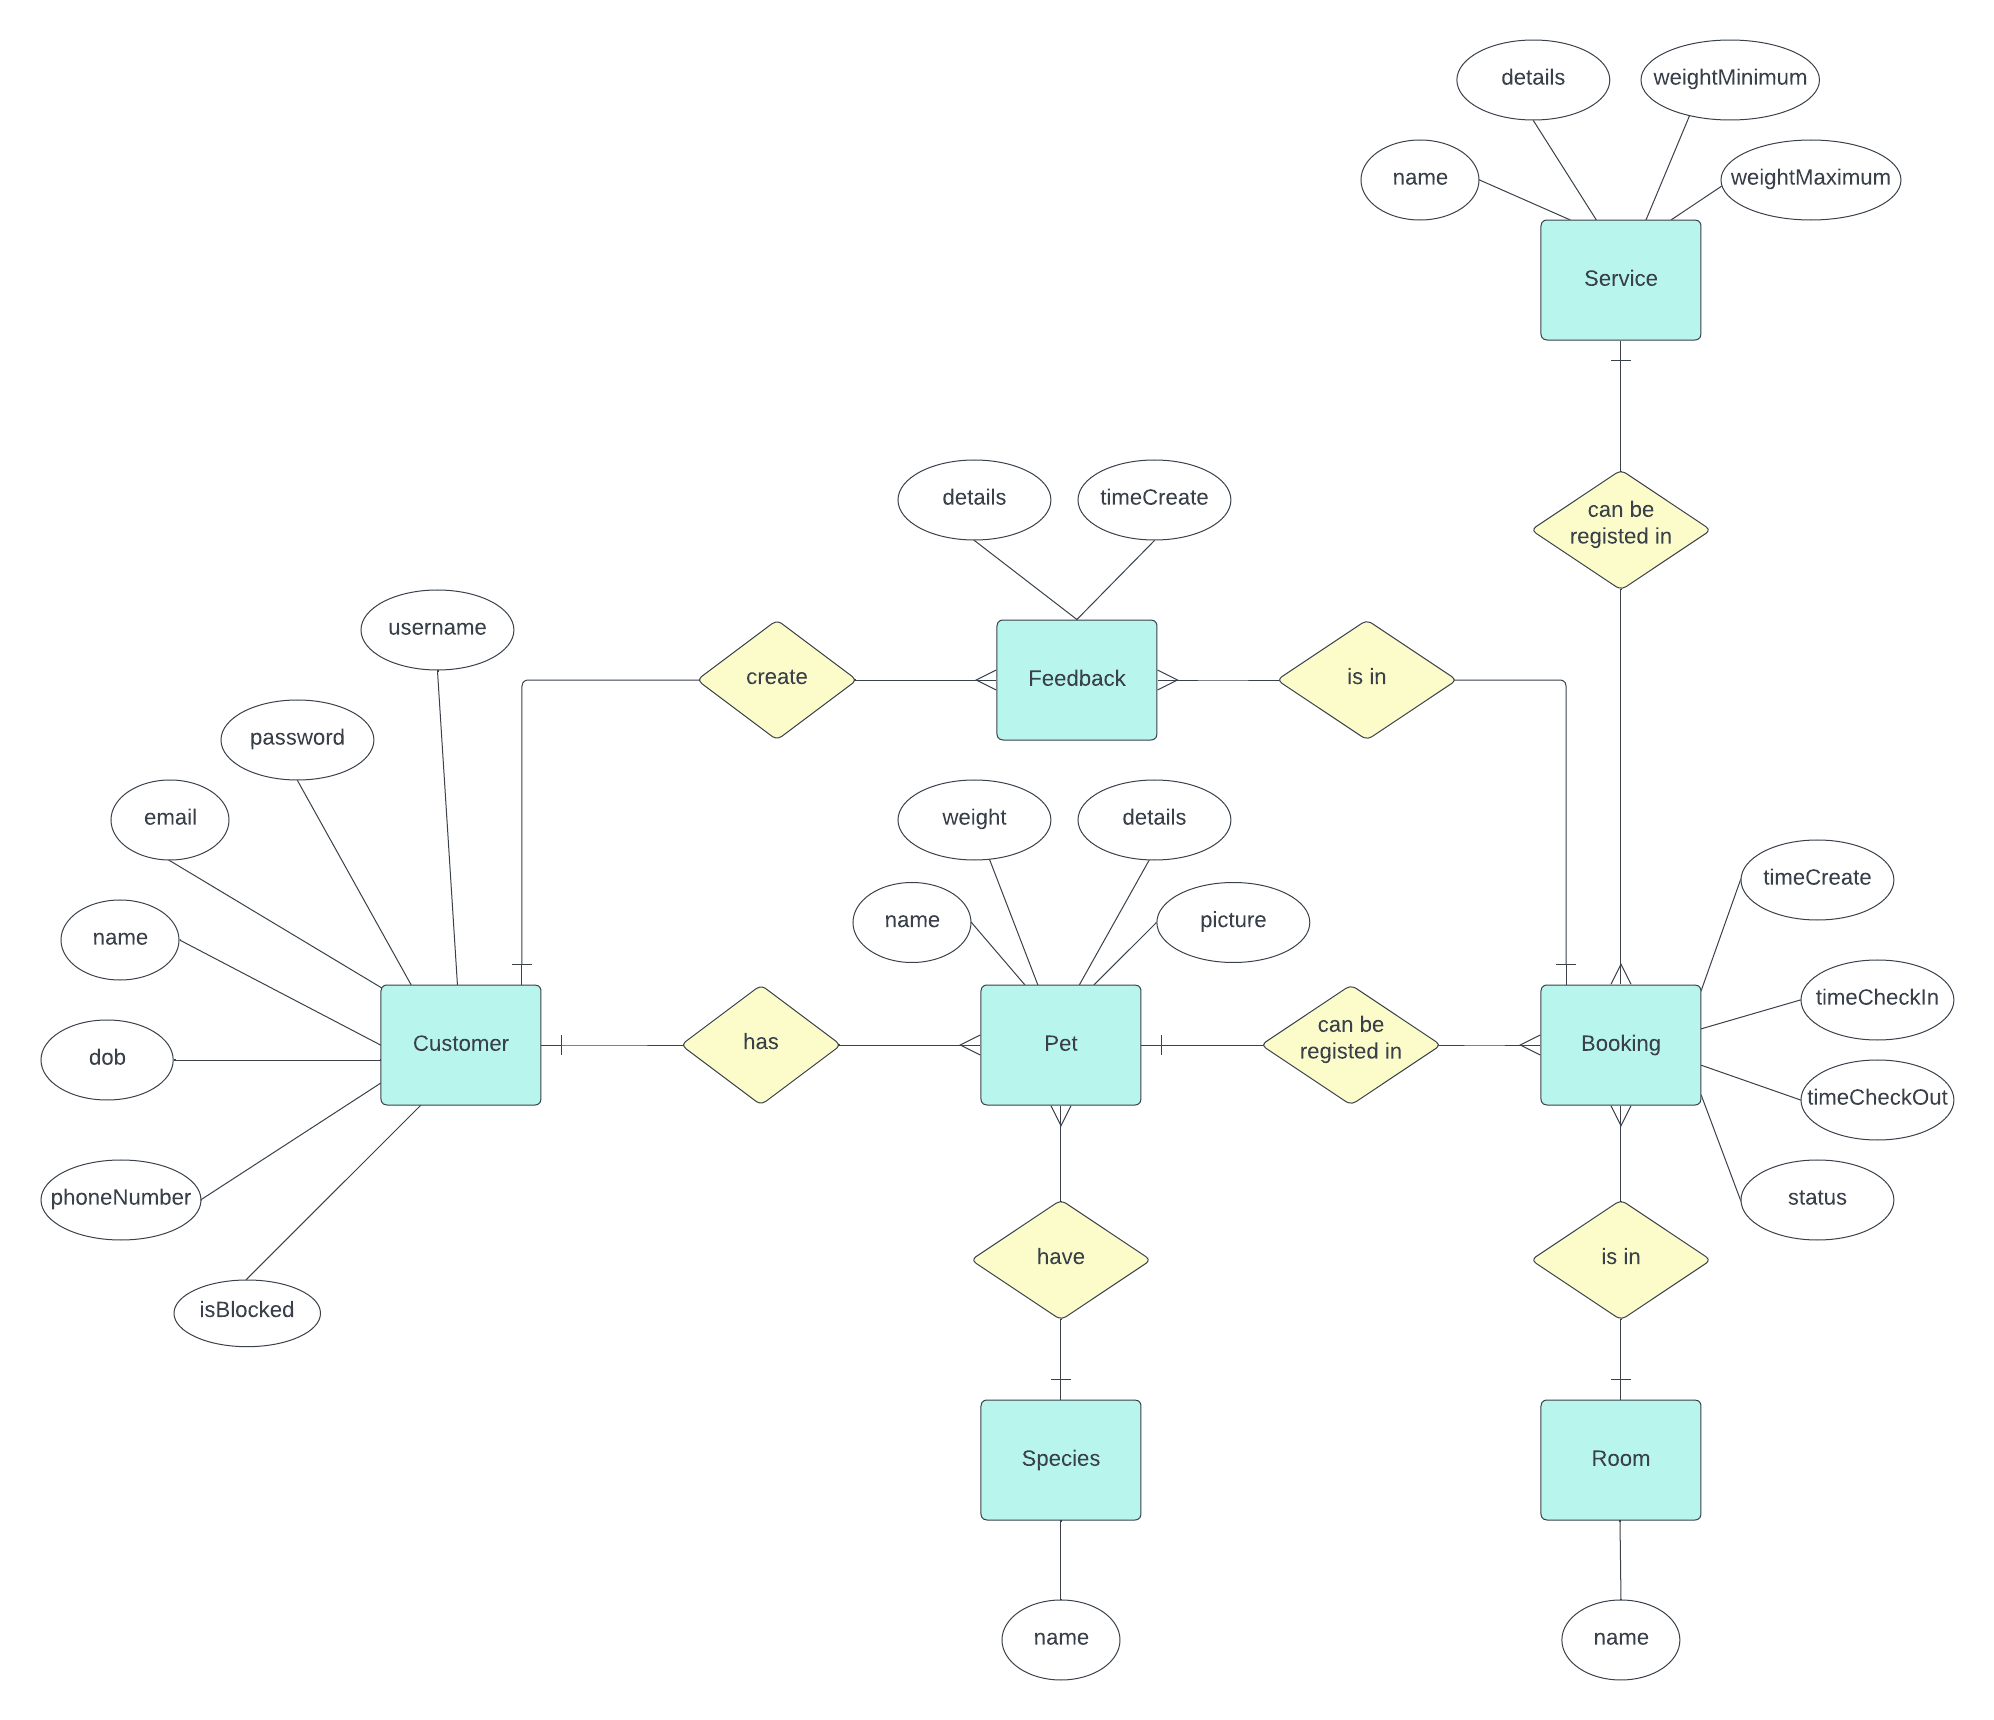 details
weightMinimum
name
weightMaximum
Service
can be
registed in
details
timeCreate
username
create
Feedback
is in
password
email
weight
details
timeCreate
name
name
picture
timeCheckIn
Customer
has
Pet
can be
registed in
Booking
dob
timeCheckOut
phoneNumber
status
have
is in
isBlocked
Species
Room
name
name